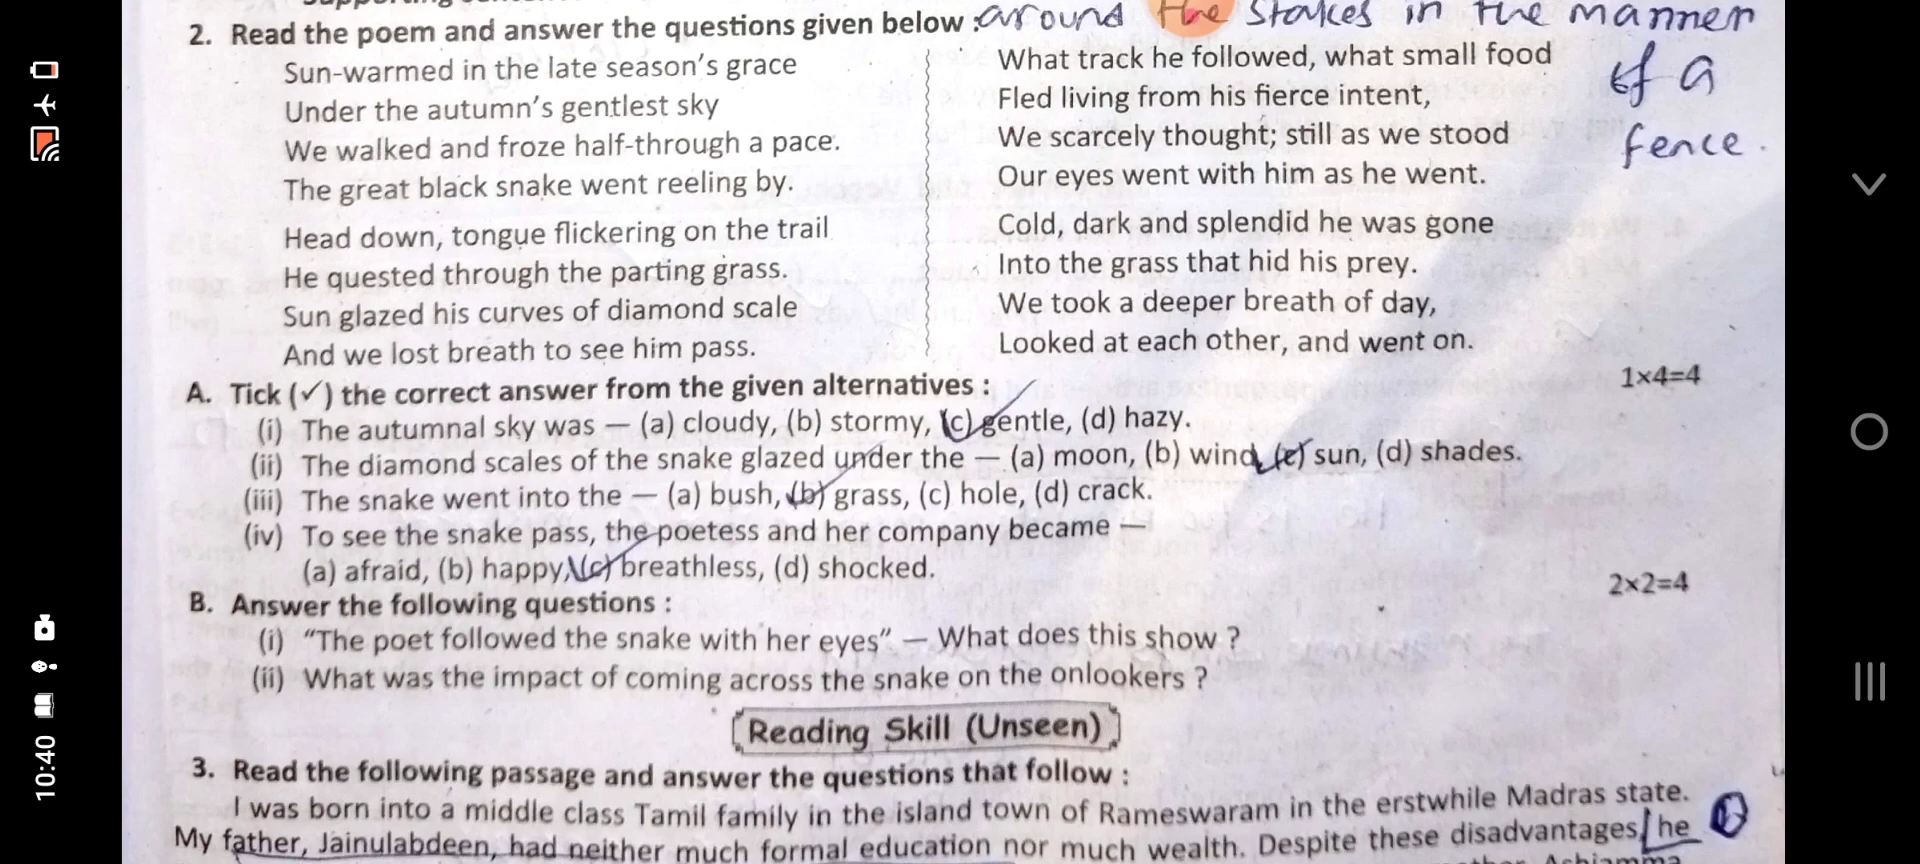 2. Read the poem and answer the questions given below : around the stakes in the manner
of a
fence.
Sun-warmed in the late season's grace
Under the autumn's gentlest sky
We walked and froze half-through a pace.
The great black snake went reeling by.
Head down, tongue flickering on the trail
He quested through the parting grass.
Sun glazed his curves of diamond scale
And we lost breath to see him pass.
What track he followed, what small food
Fled living from his fierce intent,
We scarcely thought; still as we stood
Our eyes went with him as he went.
Cold, dark and splendid he was gone
Into the grass that hid his prey.
We took a deeper breath of day,
Looked at each other, and went on.
A. Tick (✓) the correct answer from the given alternatives : 1×4=4
(i) The autumnal sky was — (a) cloudy, (b) stormy, (c) gentle, (d) hazy.
(ii) The diamond scales of the snake glazed under the — (a) moon, (b) wind, (c) sun, (d) shades.
(iii) The snake went into the — (a) bush, (b) grass, (c) hole, (d) crack.
(iv) To see the snake pass, the poetess and her company became —
(a) afraid, (b) happy, (c) breathless, (d) shocked.
B. Answer the following questions : 2×2=4
(i) "The poet followed the snake with her eyes" — What does this show ?
(ii) What was the impact of coming across the snake on the onlookers ?
Reading Skill (Unseen)
3. Read the following passage and answer the questions that follow :
I was born into a middle class Tamil family in the island town of Rameswaram in the erstwhile Madras state.
My father, Jainulabdeen, had neither much formal education nor much wealth. Despite these disadvantages, he
10:40